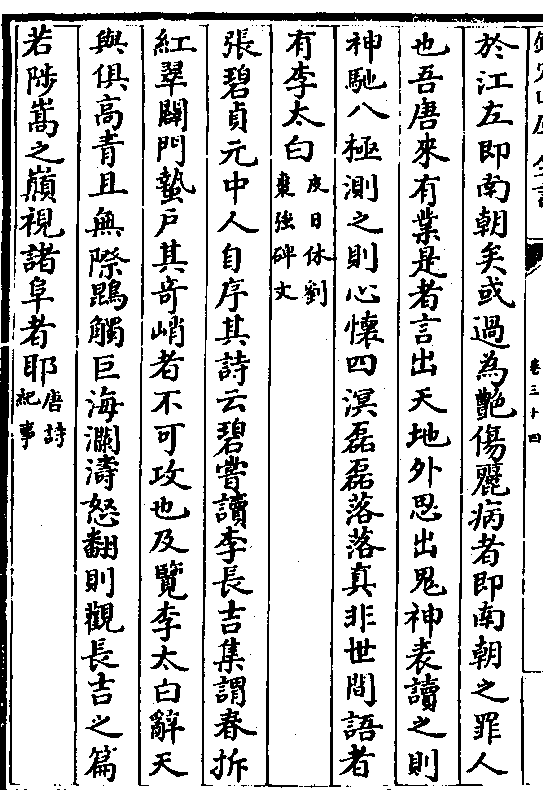 欽定四庫全書
卷三十四
於江左即南朝矣或過為艷傷麗病者即南朝之罪人
也吾唐來有業是者言出天地外思出鬼神表讀之則
神馳八極測之則心懷四溟磊磊落落真非世間語者
有李太白皮日休劉棗強碑文
張碧貞元中人自序其詩云碧嘗讀李長吉集謂春拆
紅翠闢門蟄戶其奇峭者不可攻也及覽李太白辭天
與俱高青且無際鵾觸巨海瀾濤怒翻則觀長吉之篇
若陟嵩之巔視諸阜者耶唐詩紀事